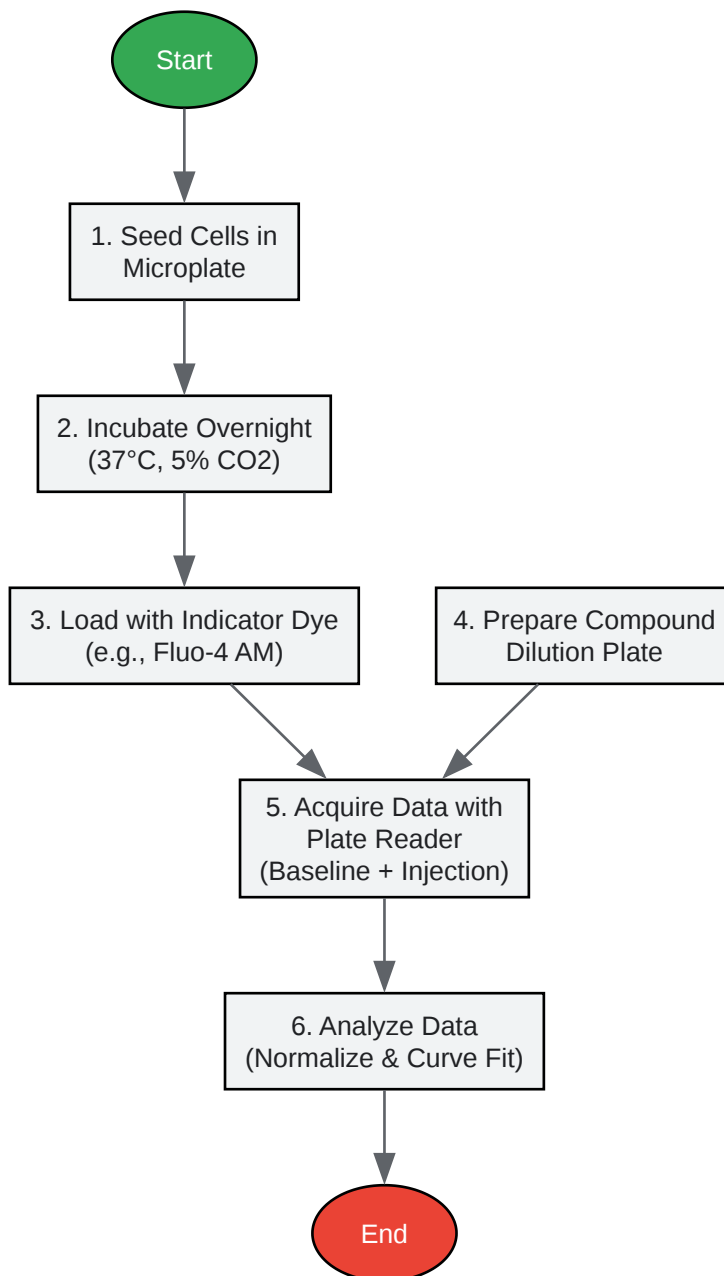 Start
1. Seed Cells in
Microplate
2. Incubate Overnight
(37°C, 5% CO2)
3. Load with Indicator Dye
(e.g., Fluo-4 AM)
4. Prepare Compound
Dilution Plate
5. Acquire Data with
Plate Reader
(Baseline + Injection)
6. Analyze Data
(Normalize & Curve Fit)
End